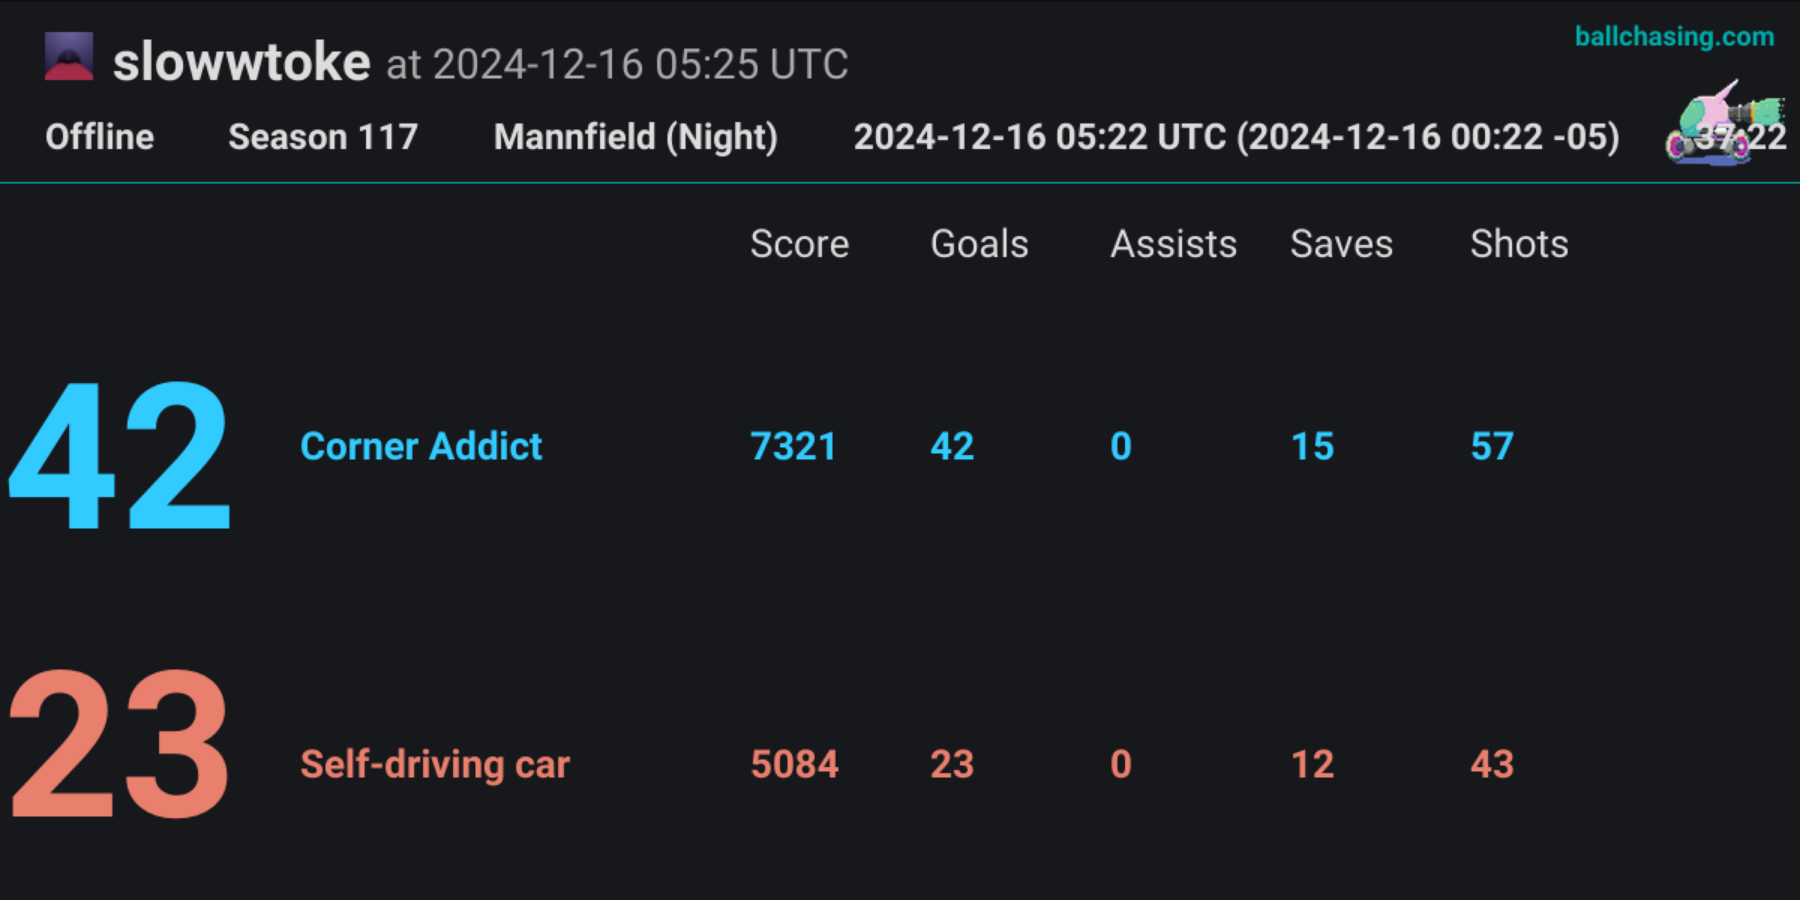 ballchasing.com
slowwtoke at 2024-12-16 05:25 UTC
Offline Season 117 Mannfield (Night) 2024-12-16 05:22 UTC (2024-12-16 00:22 -05) 37:22
Score Goals Assists Saves Shots
42 Corner Addict 7321 42 0 15 57
23 Self-driving car 5084 23 0 12 43